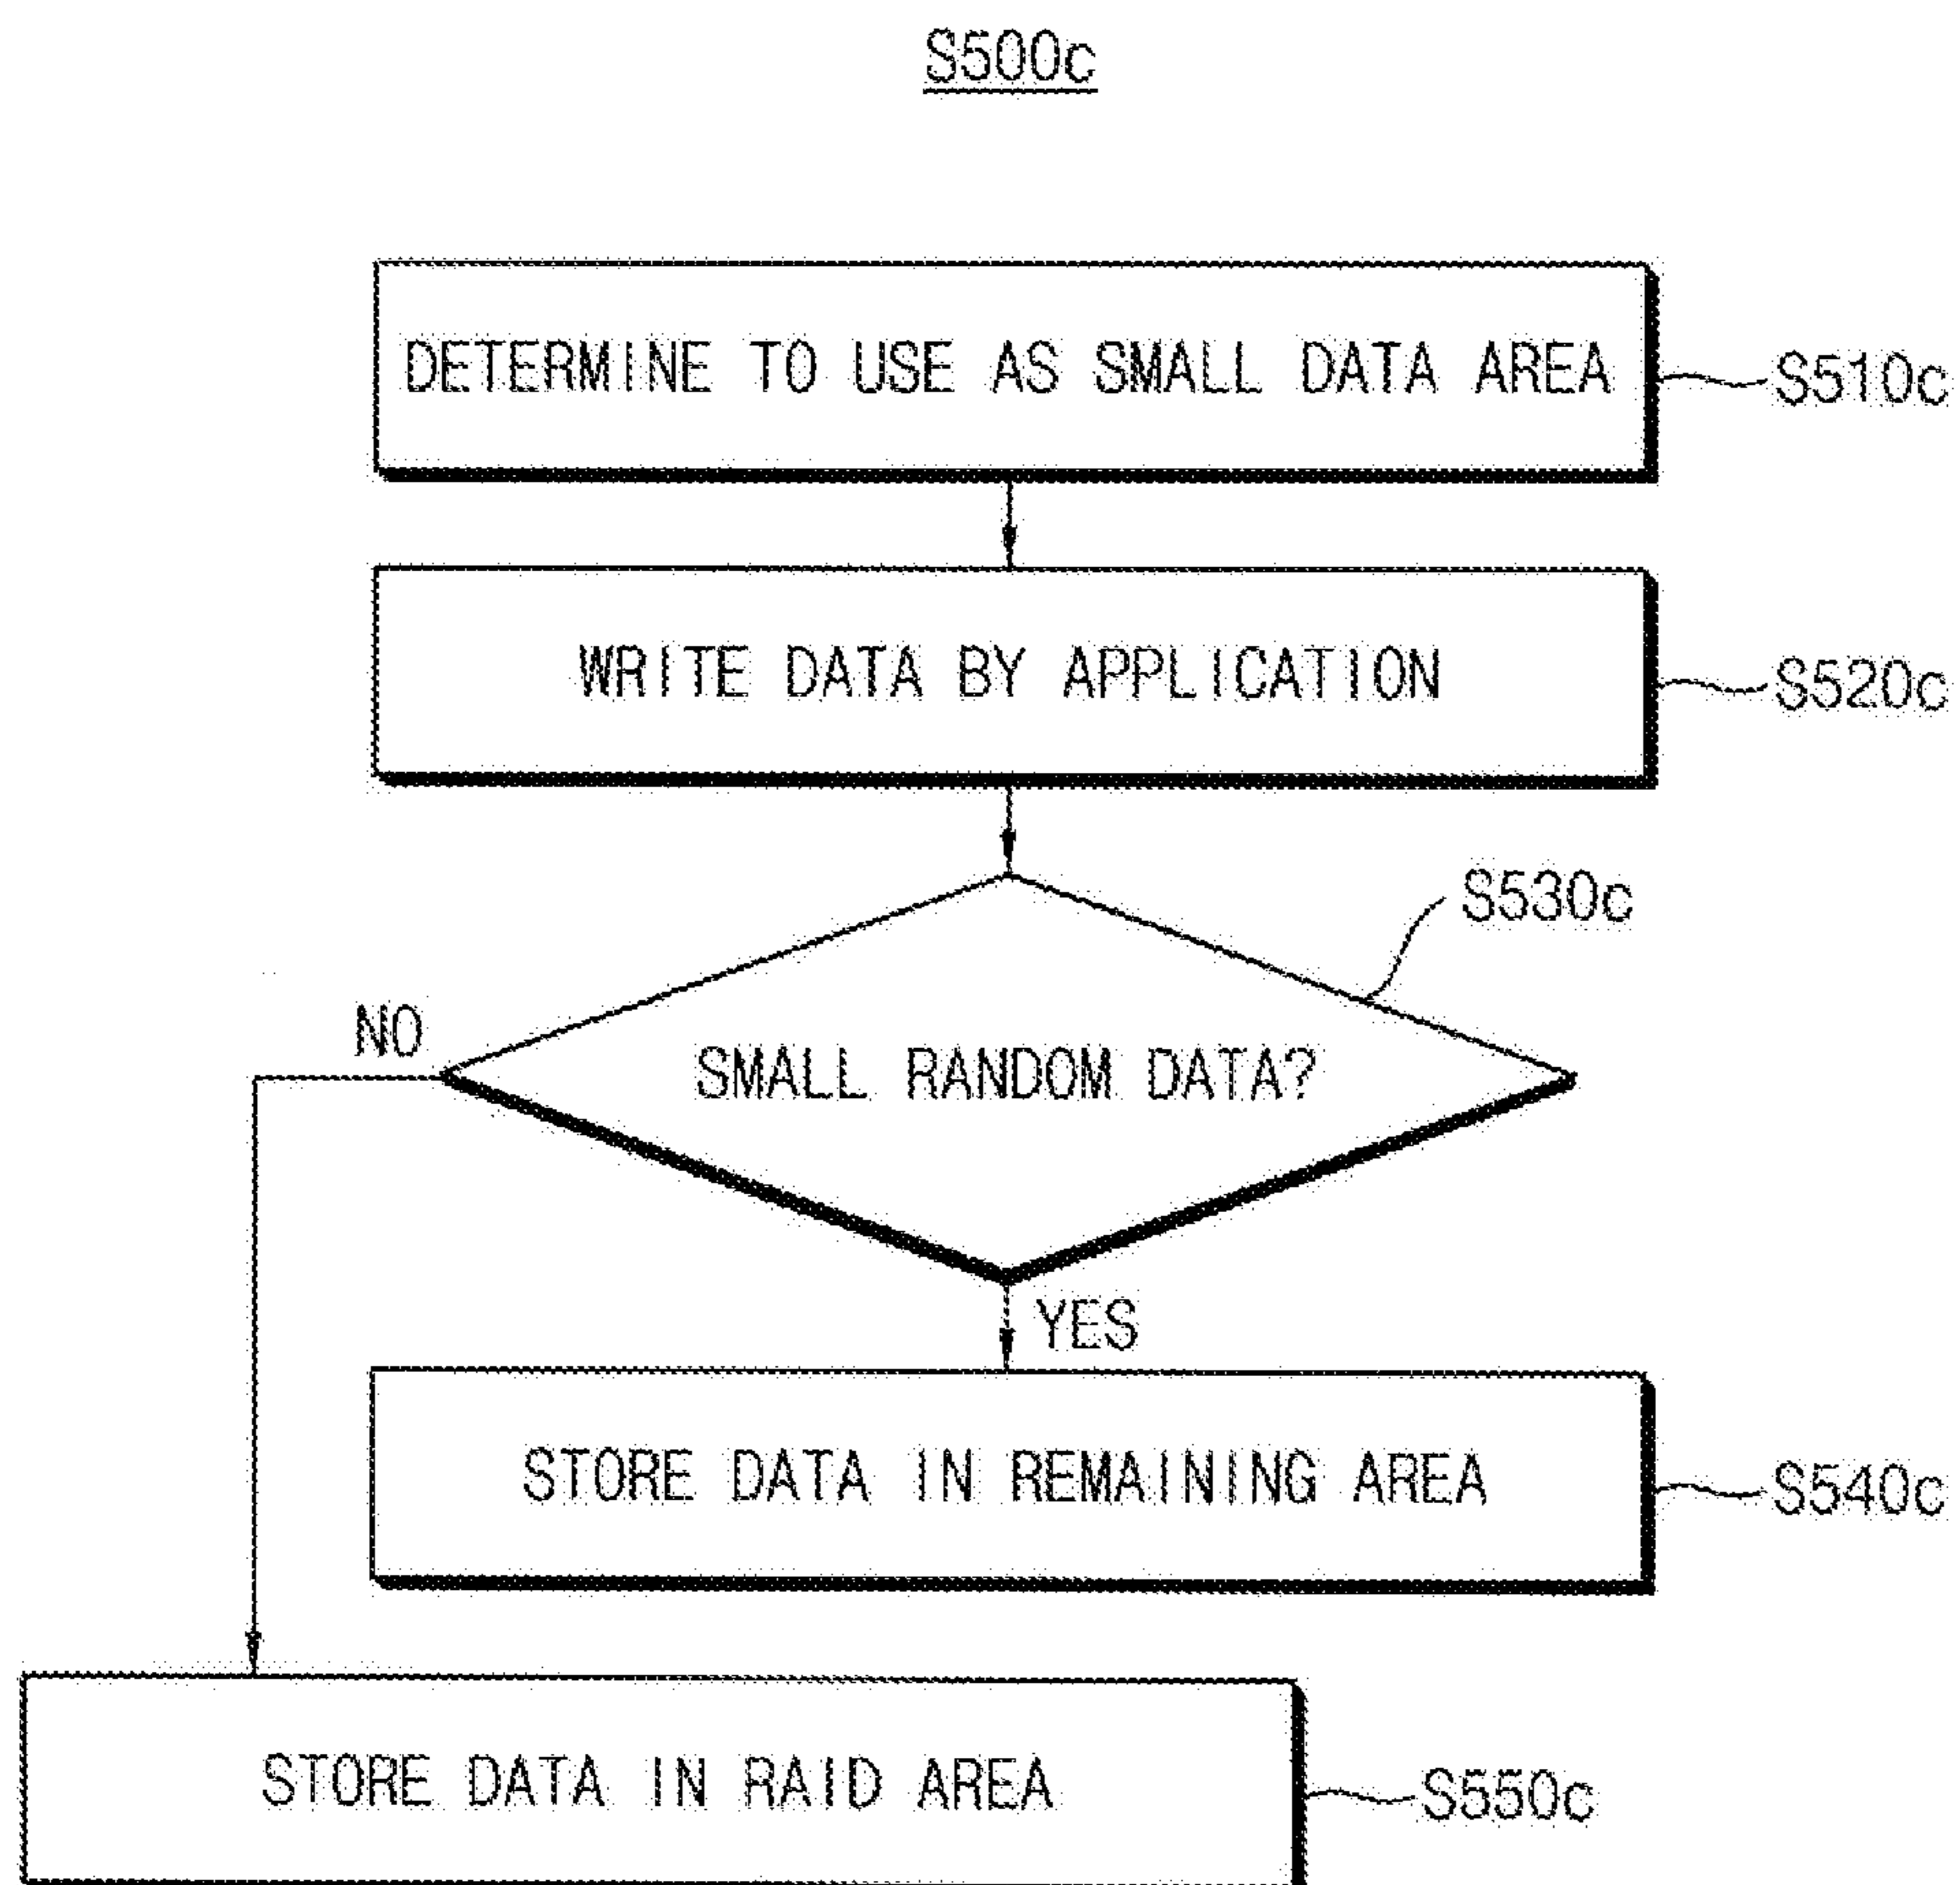 S500c
DETERMINE TO USE AS SMALL DATA AREA
S510c
WRITE DATA BY APPLICATION
S520c
S530c
NO
SMALL RANDOM DATA?
YES
STORE DATA IN REMAINING AREA
S540c
STORE DATA IN RAID AREA
S550c